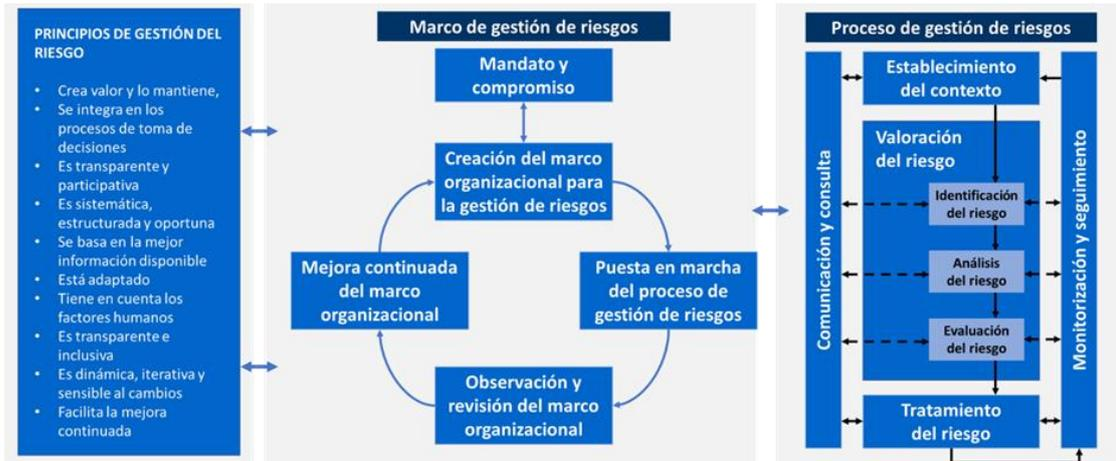 PRINCIPIOS DE GESTIÓN DEL
RIESGO
• Crea valor y lo mantiene,
• Se integra en los
procesos de toma de
decisiones
• Es transparente y
participativa
• Es sistemática,
estructurada y oportuna
• Se basa en la mejor
información disponible
• Está adaptado
• Tiene en cuenta los
factores humanos
• Es transparente e
inclusiva
• Es dinámica, iterativa y
sensible al cambios
• Facilita la mejora
continuada
Marco de gestión de riesgos
Mandato y
compromiso
Creación del marco
organizacional para
la gestión de riesgos
Mejora continuada
del marco
organizacional
Puesta en marcha
del proceso de
gestión de riesgos
Observación y
revisión del marco
organizacional
Proceso de gestión de riesgos
Comunicación y consulta
Establecimiento
del contexto
Valoración
del riesgo
Identificación
del riesgo
Análisis
del riesgo
Evaluación
del riesgo
Tratamiento
del riesgo
Monitorización y seguimiento